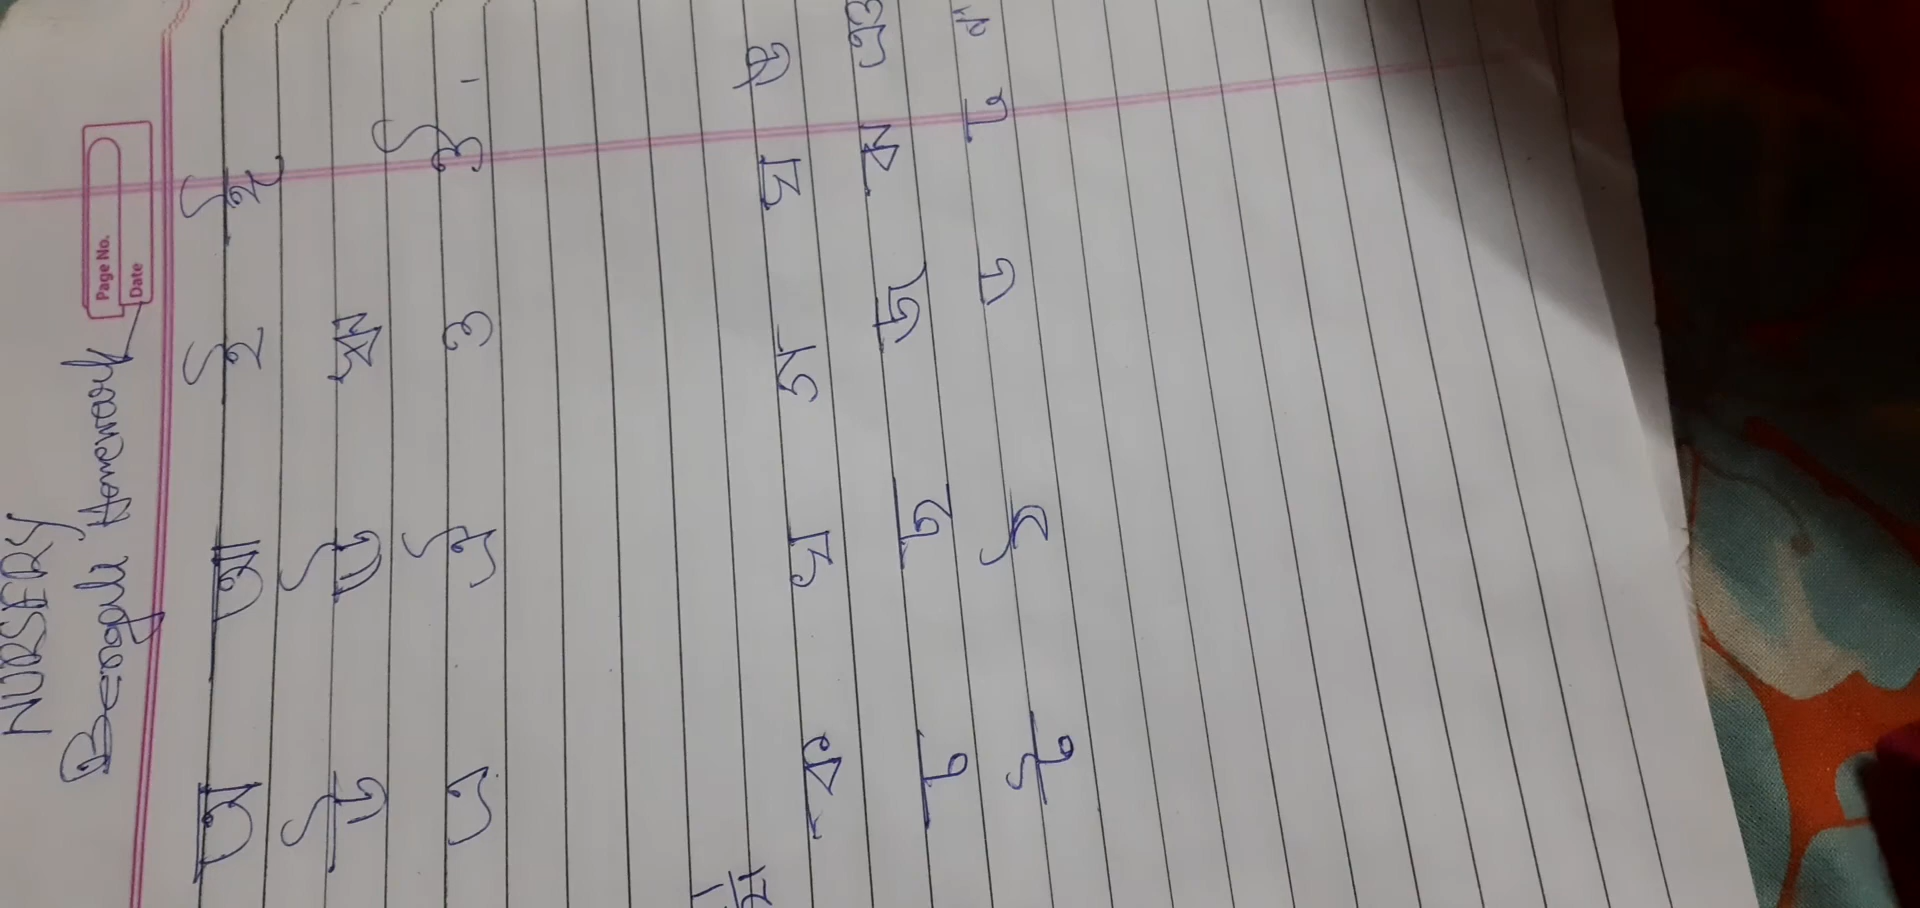 NURSERY
Bengali Homework
Page No.
Date
অ আ ই ঈ
উ ঊ ঋ
এ ঐ ও ঔ
ক খ গ ঘ ঙ
চ ছ জ ঝ ঞ
ট ঠ ড ঢ ণ